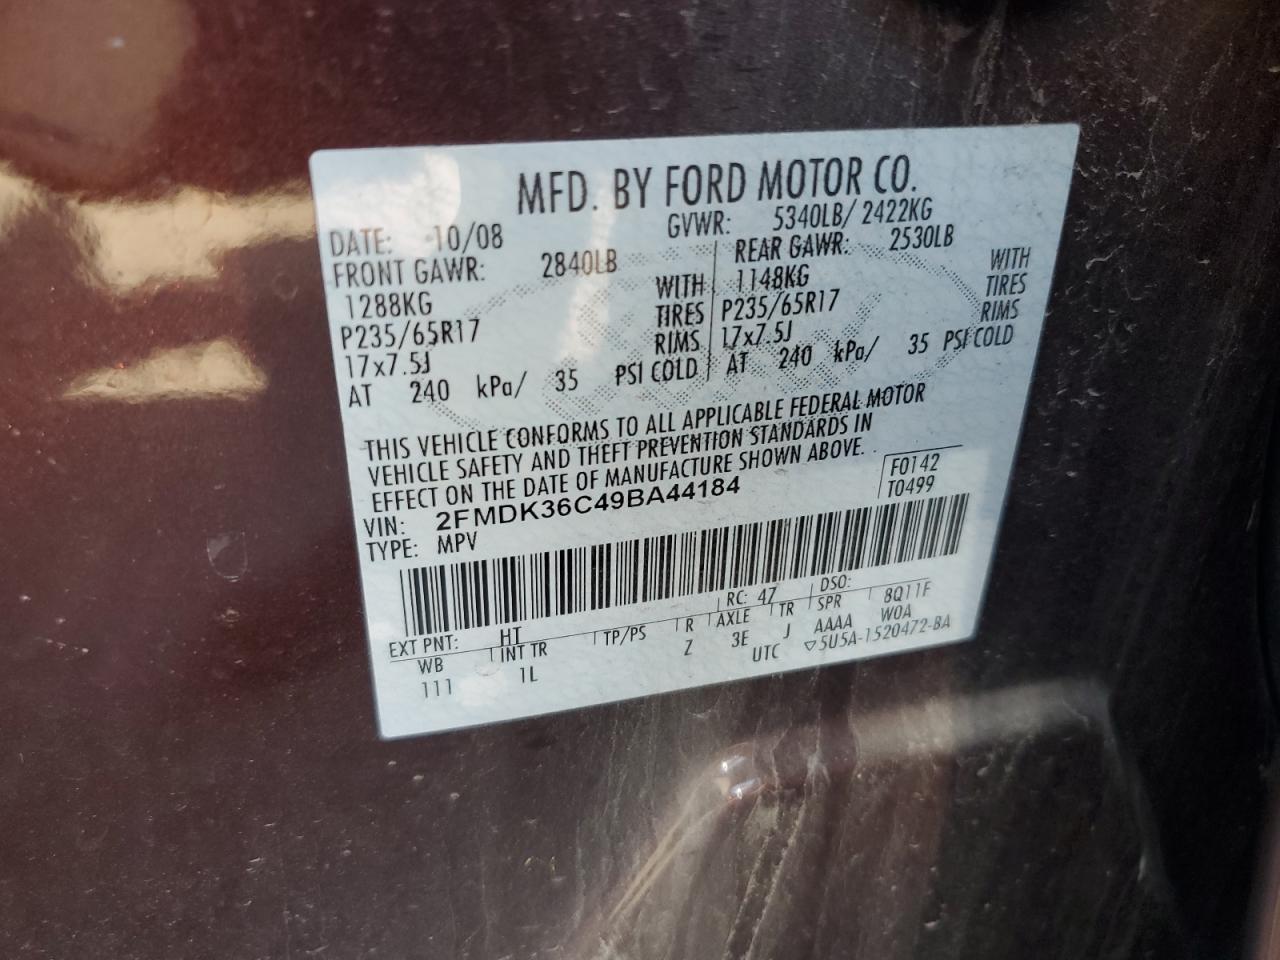 MFD. BY FORD MOTOR CO.
DATE: 10/08 GVWR: 5340LB/ 2422KG
FRONT GAWR: 2840LB REAR GAWR: 2530LB
1288KG WITH 1148KG WITH
P235/65R17 TIRES P235/65R17 TIRES
17x7.5J RIMS 17x7.5J RIMS
AT 240 kPa/ 35 PSI COLD AT 240 kPa/ 35 PSI COLD
THIS VEHICLE CONFORMS TO ALL APPLICABLE FEDERAL MOTOR
VEHICLE SAFETY AND THEFT PREVENTION STANDARDS IN
EFFECT ON THE DATE OF MANUFACTURE SHOWN ABOVE.
F0142
VIN: 2FMDK36C49BA44184 T0499
TYPE: MPV
EXT PNT: HT RC: 47 DSO: 8Q11F
WB INT TR TP/PS R AXLE TR SPR W0A
111 1L Z 3E J AAAA
UTC ▽5U5A-1520472-BA